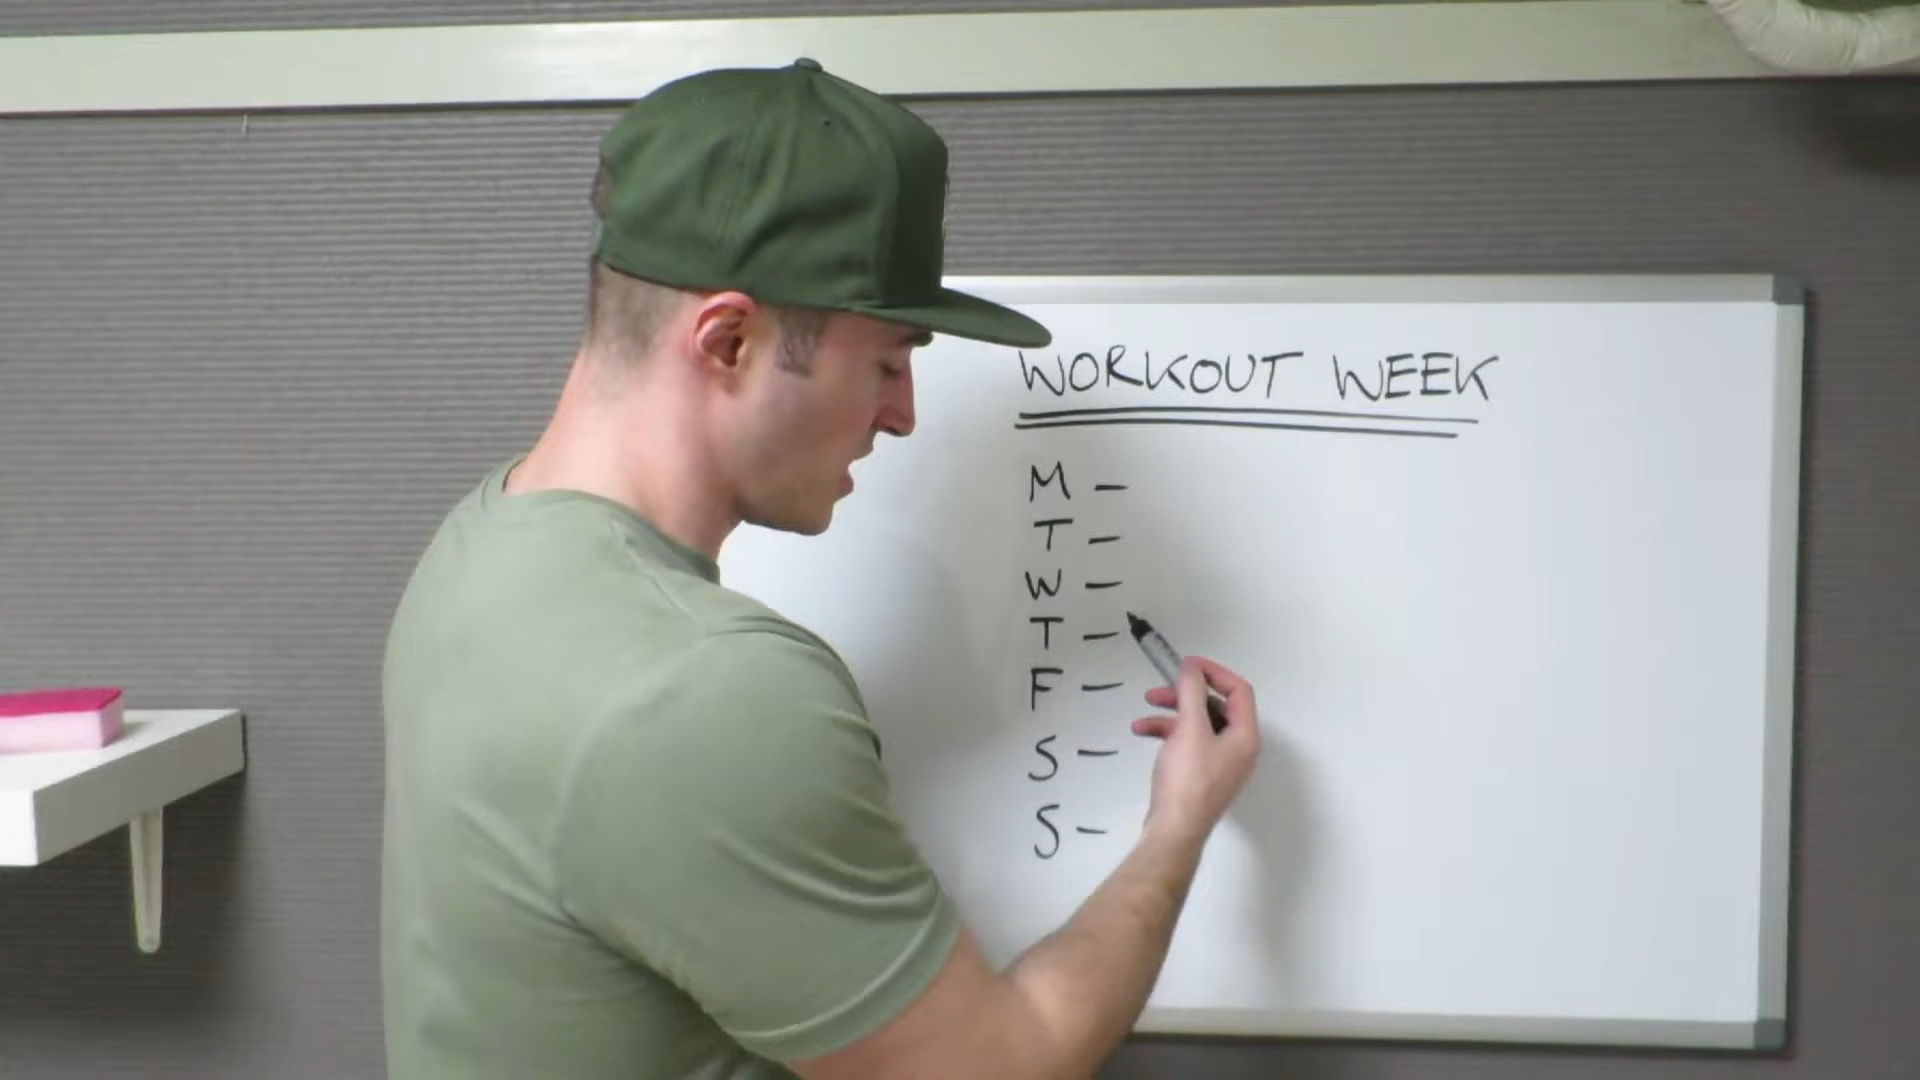 WORKOUT WEEK
M -
T -
W -
T -
F -
S -
S -